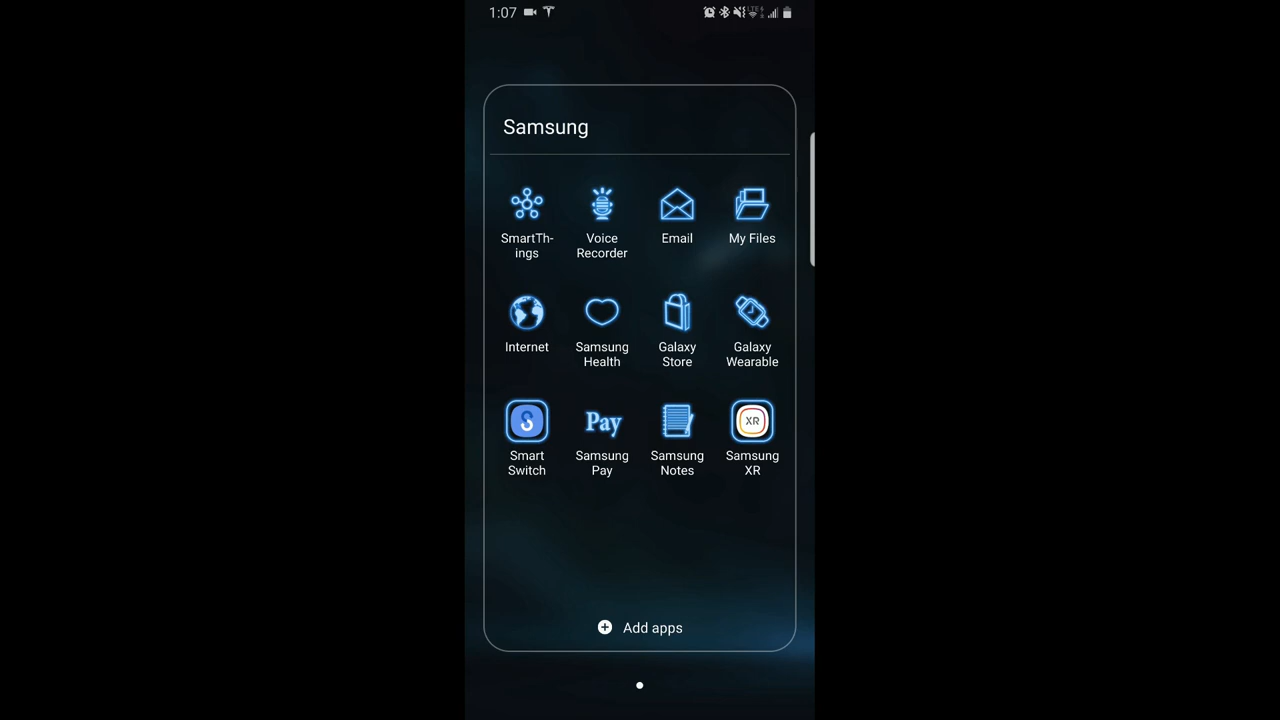 1:07
Samsung
SmartTh-
ings
Voice
Recorder
Email
My Files
Internet
Samsung
Health
Galaxy
Store
Galaxy
Wearable
Smart
Switch
Pay
Samsung
Pay
Samsung
Notes
XR
Samsung
XR
Add apps